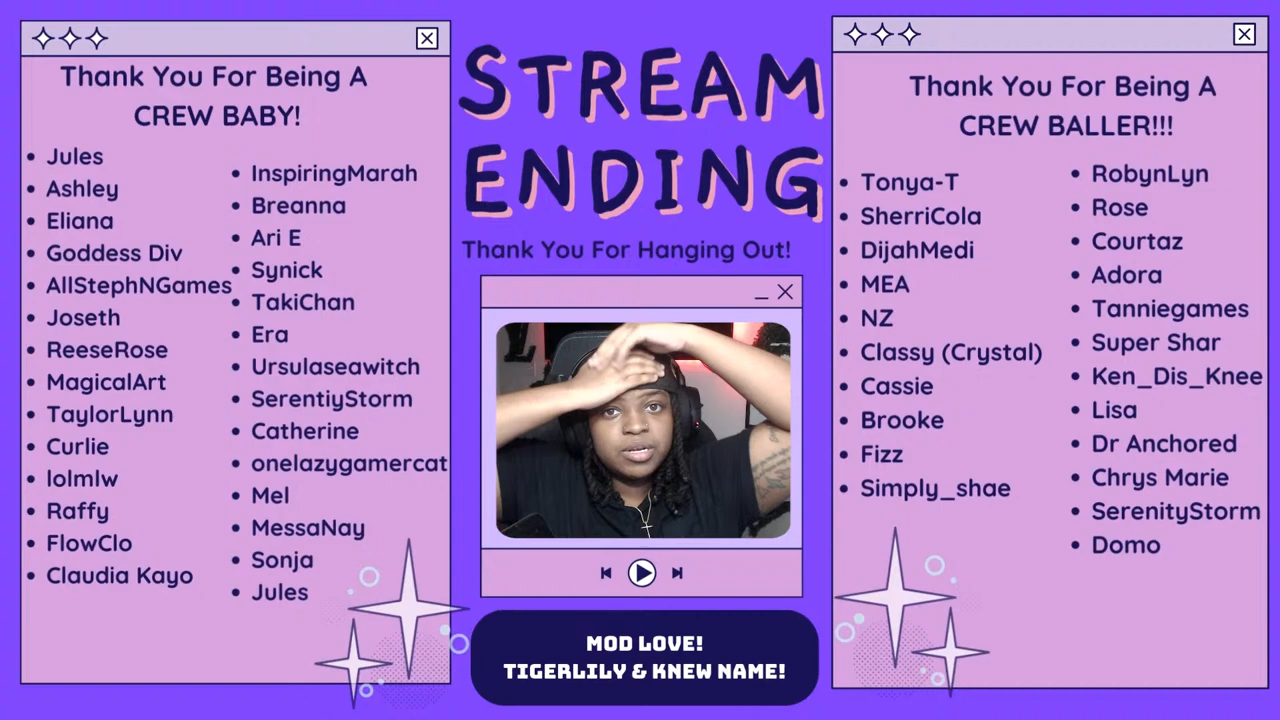 Thank You For Being A
CREW BABY!
Jules
Ashley
Eliana
Goddess Div
AllStephNGames
Joseth
ReeseRose
MagicalArt
TaylorLynn
Curlie
lolmlw
Raffy
FlowClo
Claudia Kayo
InspiringMarah
Breanna
Ari E
Synick
TakiChan
Era
Ursulaseawitch
SerentiyStorm
Catherine
onelazygamercat
Mel
MessaNay
Sonja
Jules
STREAM
ENDING
Thank You For Hanging Out!
MOD LOVE!
TIGERLILY & KNEW NAME!
Thank You For Being A
CREW BALLER!!!
Tonya-T
SherriCola
DijahMedi
MEA
NZ
Classy (Crystal)
Cassie
Brooke
Fizz
Simply_shae
RobynLyn
Rose
Courtaz
Adora
Tanniegames
Super Shar
Ken_Dis_Knee
Lisa
Dr Anchored
Chrys Marie
SerenityStorm
Domo